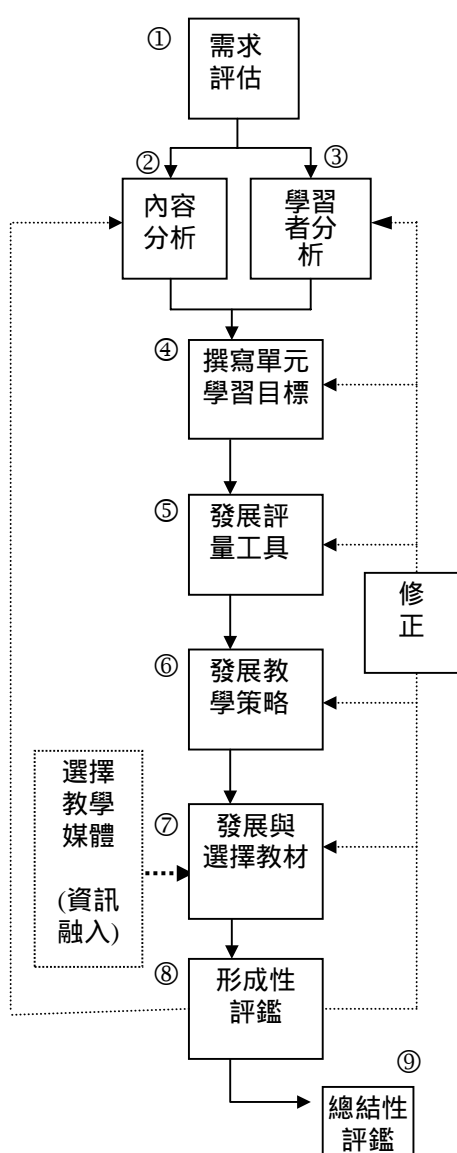 ①
需求
評估
②
內容
分析
③
學習
者分
析
④
撰寫單元
學習目標
⑤
發展評
量工具
修
正
⑥
發展教
學策略
選擇
教學
媒體
(資訊
融入)
⑦
發展與
選擇教材
⑧
形成性
評鑑
⑨
總結性
評鑑